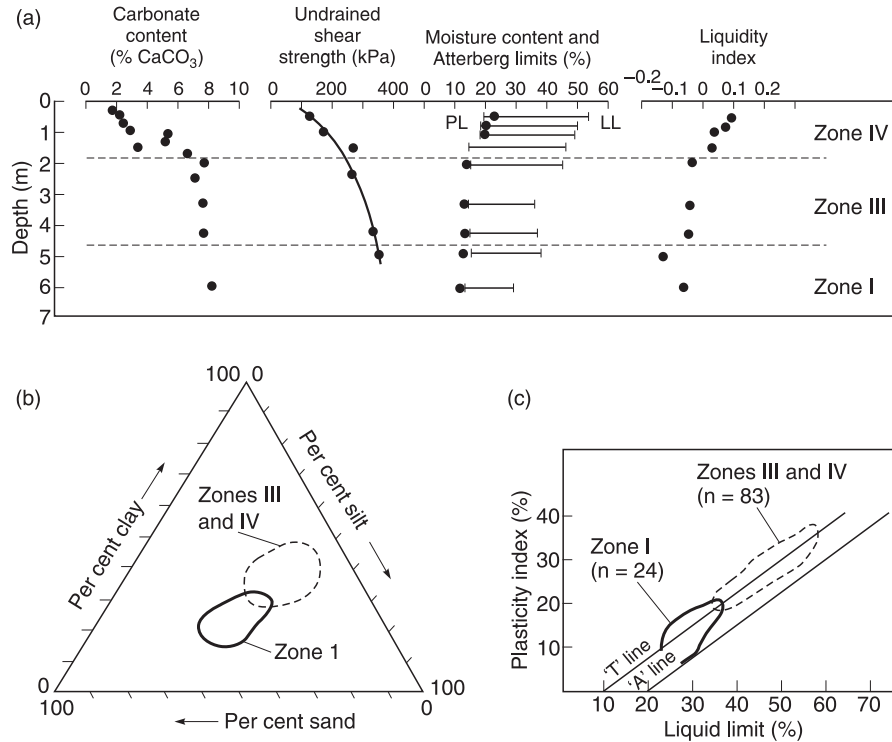 (a)
Carbonate
content
(% CaCO₃)
Undrained
shear
strength (kPa)
Moisture content and
Atterberg limits (%)
Liquidity
index
0 2 4 6 8 10
0 200 400
0 10 20 30 40 50 60
−0.2 −0.1 0 0.1 0.2
Depth (m)
0
1
2
3
4
5
6
7
PL
LL
Zone IV
Zone III
Zone I
(b)
100 0
Per cent clay
Per cent silt
Zones III
and IV
Zone 1
0
100
100
0
Per cent sand
(c)
Zones III and IV
(n = 83)
Zone I
(n = 24)
Plasticity index (%)
40
30
20
10
'T' line
'A' line
10 20 30 40 50 60 70
Liquid limit (%)